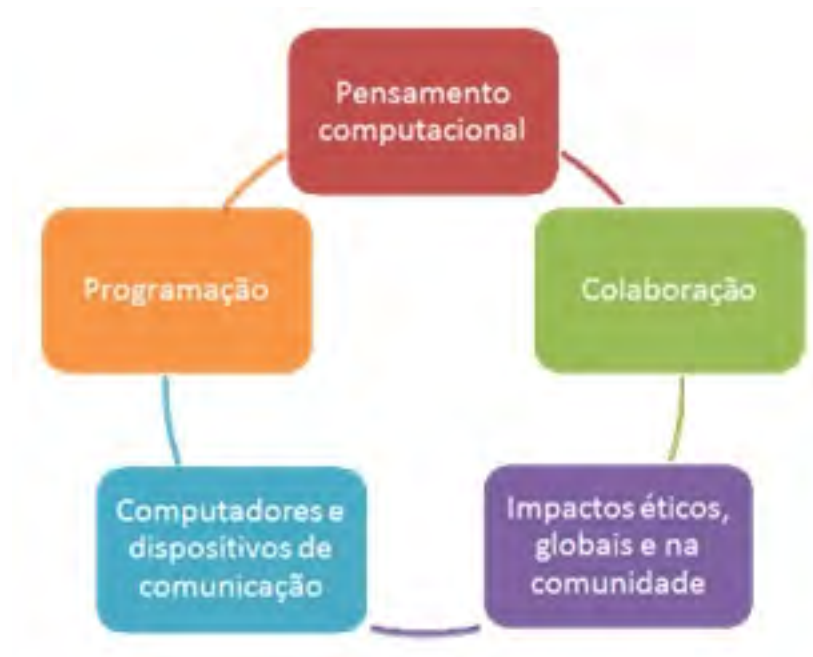 Pensamento
computacional
Programação
Colaboração
Computadores e
dispositivos de
comunicação
Impactos éticos,
globais e na
comunidade